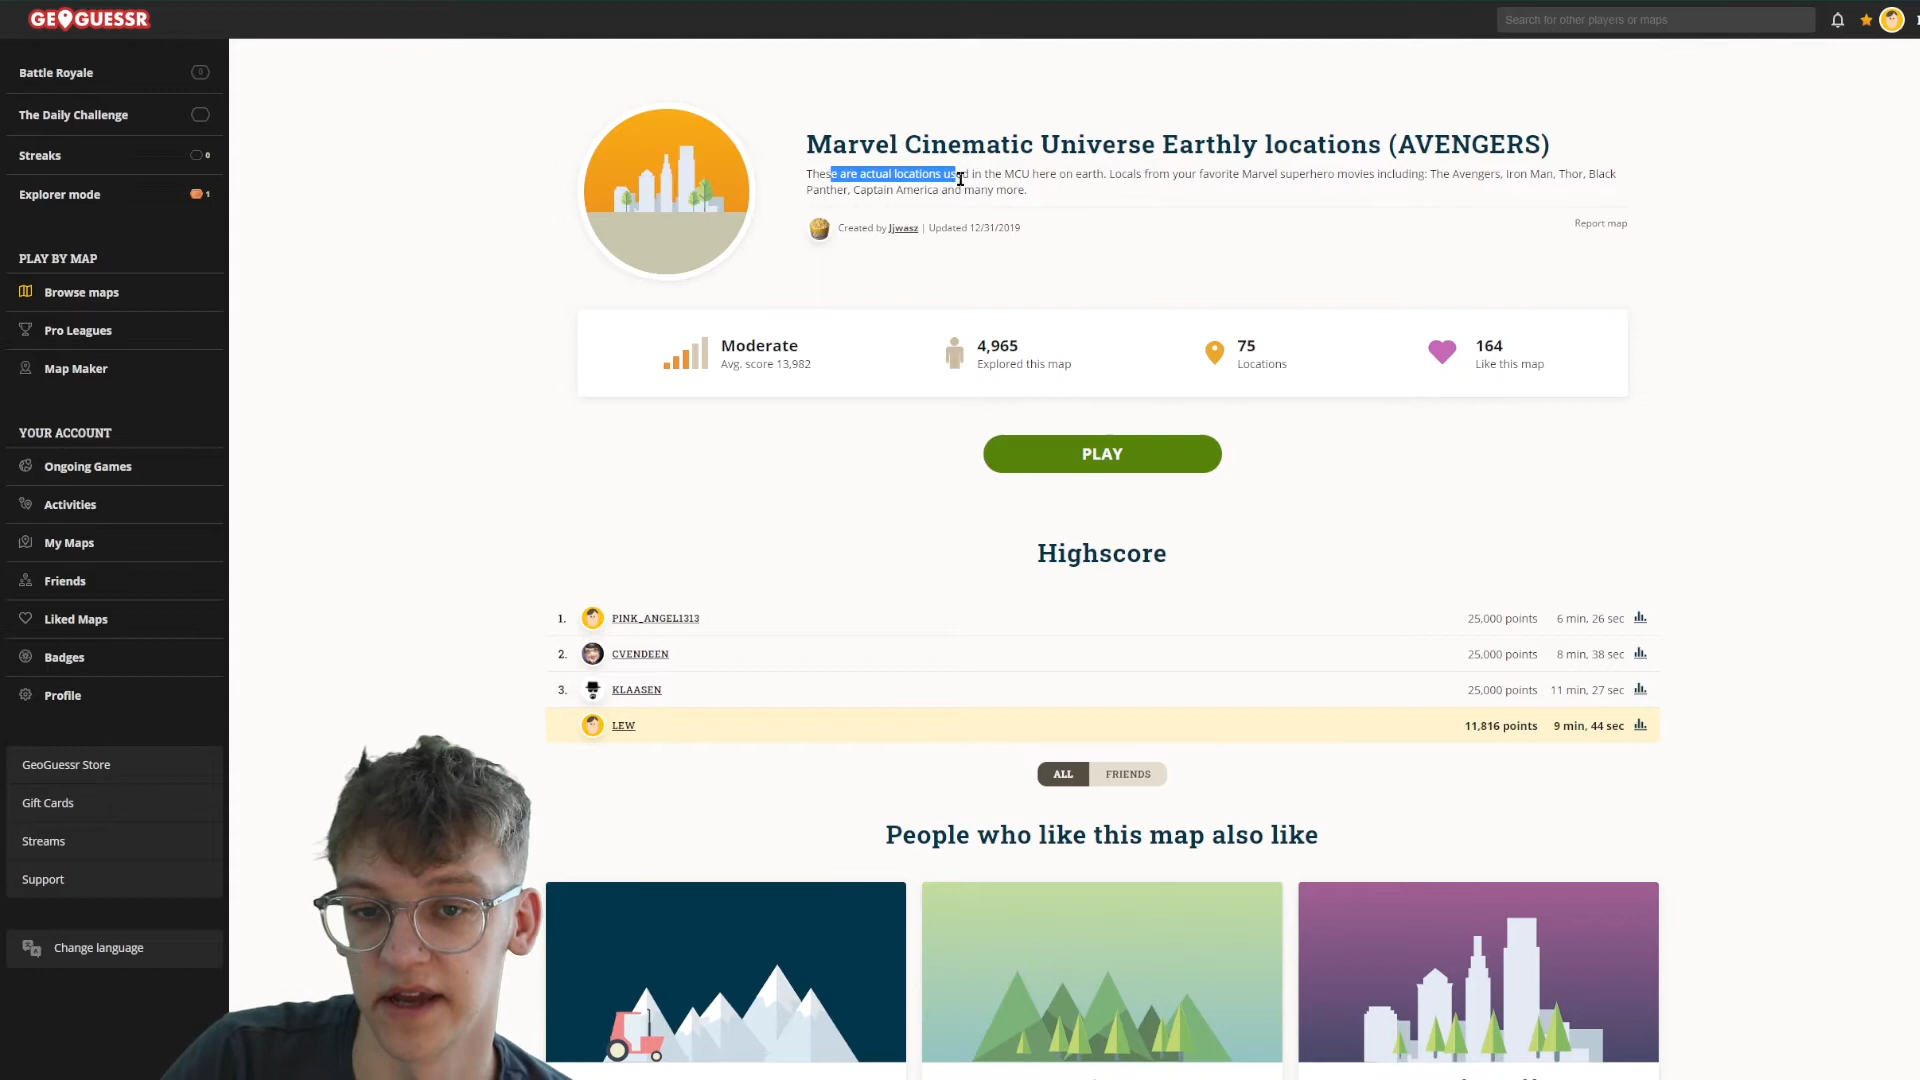 GEOGUESSR
Search for other players or maps
Battle Royale 0
The Daily Challenge
Streaks 0
Explorer mode 1
PLAY BY MAP
Browse maps
Pro Leagues
Map Maker
YOUR ACCOUNT
Ongoing Games
Activities
My Maps
Friends
Liked Maps
Badges
Profile
GeoGuessr Store
Gift Cards
Streams
Support
Change language
Marvel Cinematic Universe Earthly locations (AVENGERS)
These are actual locations used in the MCU here on earth. Locals from your favorite Marvel superhero movies including: The Avengers, Iron Man, Thor, Black
Panther, Captain America and many more.
Created by Jjwasz | Updated 12/31/2019
Report map
Moderate
Avg. score 13,982
4,965
Explored this map
75
Locations
164
Like this map
PLAY
Highscore
1. PINK_ANGEL1313 25,000 points 6 min, 26 sec
2. CVENDEEN 25,000 points 8 min, 38 sec
3. KLAASEN 25,000 points 11 min, 27 sec
LEW 11,816 points 9 min, 44 sec
ALL FRIENDS
People who like this map also like